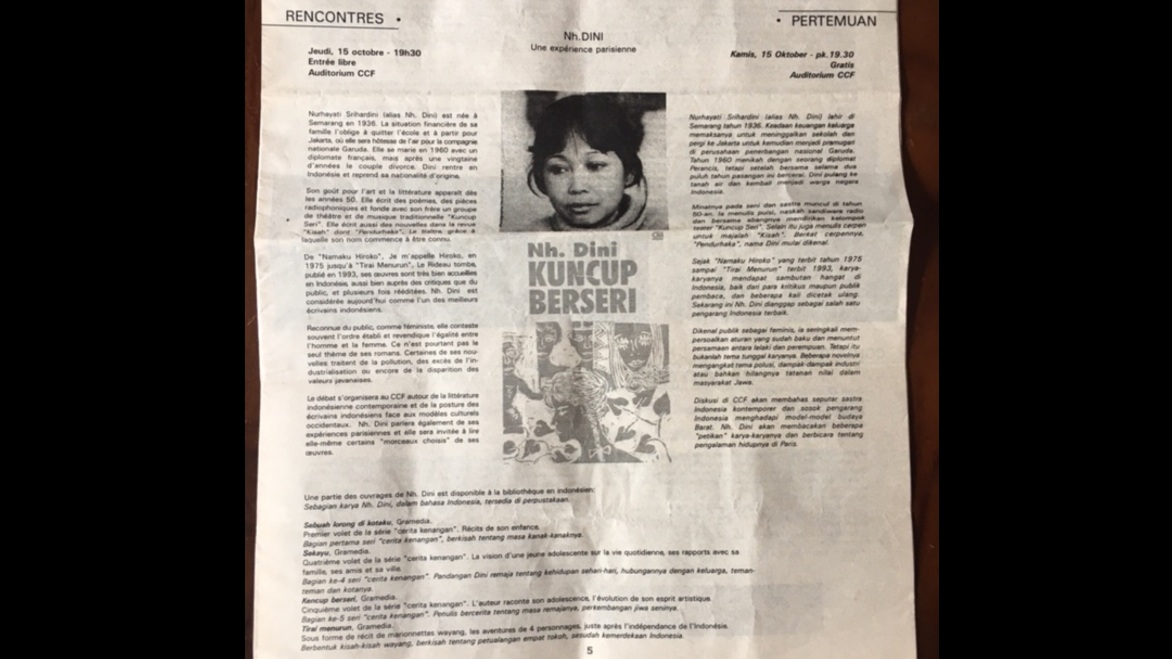 RENCONTRES •
• PERTEMUAN
Nh.DINI
Une expérience parisienne
Jeudi, 15 octobre - 19h30
Entrée libre
Auditorium CCF
Kamis, 15 Oktober - pk.19.30
Gratis
Auditorium CCF
Nurhayati Srihardini (alias Nh. Dini) est née à
Semarang en 1936. La situation financière de sa
famille l'oblige à quitter l'école et à partir pour
Jakarta, où elle sera hôtesse de l'air pour la compagnie
nationale Garuda. Elle se marie en 1960 avec un
diplomate français, mais après une vingtaine
d'années le couple divorce. Dini rentre en
Indonésie et reprend sa nationalité d'origine.
Son goût pour l'art et la littérature apparaît dès
les années 50. Elle écrit des poèmes, des pièces
radiophoniques et fonde avec son frère un groupe
de théâtre et de musique traditionnelle "Kuncup
Seri". Elle écrit aussi des nouvelles dans la revue
"Kisah" dont "Pendurhaka", Le traître, grâce à
laquelle son nom commence à être connu.
De "Namaku Hiroko", Je m'appelle Hiroko, en
1975 jusqu'à "Tirai Menurun", Le Rideau tombe,
publié en 1993, ses œuvres sont très bien accueillies
en Indonésie, aussi bien auprès des critiques que du
public, et plusieurs fois rééditées. Nh. Dini est
considérée aujourd'hui comme l'un des meilleurs
écrivains indonésiens.
Reconnue du public, comme féministe, elle conteste
souvent l'ordre établi et revendique l'égalité entre
l'homme et la femme. Ce n'est pourtant pas le
seul thème de ses romans. Certaines de ses nou-
velles traitent de la pollution, des excès de l'in-
dustrialisation ou encore de la disparition des
valeurs javanaises.
Le débat s'organisera au CCF autour de la littérature
indonésienne contemporaine et de la posture des
écrivains indonésiens face aux modèles culturels
occidentaux. Nh. Dini parlera également de ses
expériences parisiennes et elle sera invitée à lire
elle-même certains "morceaux choisis" de ses
œuvres.
Nh. Dini
KUNCUP
BERSERI
Nurhayati Srihardini (alias Nh. Dini) lahir di
Semarang tahun 1936. Keadaan keuangan keluarga
memaksanya untuk meninggalkan sekolah dan
pergi ke Jakarta untuk kemudian menjadi pramugari
di perusahaan penerbangan nasional Garuda.
Tahun 1960 menikah dengan seorang diplomat
Perancis, tetapi setelah bersama selama dua
puluh tahun pasangan ini bercerai. Dini pulang ke
tanah air dan kembali menjadi warga negara
Indonesia.
Minatnya pada seni dan sastra muncul di tahun
50-an. Ia menulis puisi, naskah sandiwara radio
dan bersama abangnya mendirikan kelompok
teater "Kuncup Seri". Selain itu juga menulis cerpen
untuk majalah "Kisah". Berkat cerpennya,
"Pendurhaka", nama Dini mulai dikenal.
Sejak "Namaku Hiroko" yang terbit tahun 1975
sampai "Tirai Menurun" terbit 1993, karya-
karyanya mendapat sambutan hangat di
Indonesia, baik dari para kritikus maupun publik
pembaca, dan beberapa kali dicetak ulang.
Sekarang ini Nh. Dini dianggap sebagai salah satu
pengarang Indonesia terbaik.
Dikenal publik sebagai feminis, ia seringkali mem-
persoalkan aturan yang sudah baku dan menuntut
persamaan antara lelaki dan perempuan. Tetapi itu
bukanlah tema tunggal karyanya. Beberapa novelnya
mengangkat tema polusi, dampak-dampak industri
atau bahkan hilangnya tatanan nilai dalam
masyarakat Jawa.
Diskusi di CCF akan membahas seputar sastra
Indonesia kontemporer dan sosok pengarang
Indonesia menghadapi model-model budaya
Barat. Nh. Dini akan membacakan beberapa
"petikan" karya-karyanya dan berbicara tentang
pengalaman hidupnya di Paris.
Une partie des ouvrages de Nh. Dini est disponible à la bibliothèque en indonésien:
Sebagian karya Nh. Dini, dalam bahasa Indonesia, tersedia di perpustakaan.
Sebuah lorong di kotaku, Gramedia.
Premier volet de la série "cerita kenangan". Récits de son enfance.
Bagian pertama seri "cerita kenangan", berkisah tentang masa kanak-kanaknya.
Sekayu, Gramedia.
Quatrième volet de la série "cerita kenangan". La vision d'une jeune adolescente sur la vie quotidienne, ses rapports avec sa
famille, ses amis et sa ville.
Bagian ke-4 seri "cerita kenangan". Pandangan Dini remaja tentang kehidupan sehari-hari, hubungannya dengan keluarga, teman-
teman dan kotanya.
Kencup berseri, Gramedia.
Cinquième volet de la série "cerita kenangan". L'auteur raconte son adolescence, l'évolution de son esprit artistique.
Bagian ke-5 seri "cerita kenangan". Penulis bercerita tentang masa remajanya, perkembangan jiwa seninya.
Tirai menurun, Gramedia.
Sous forme de récit de marionnettes wayang, les aventures de 4 personnages, juste après l'indépendance de l'Indonésie.
Berbentuk kisah-kisah wayang, berkisah tentang petualangan empat tokoh, sesudah kemerdekaan Indonesia.
5